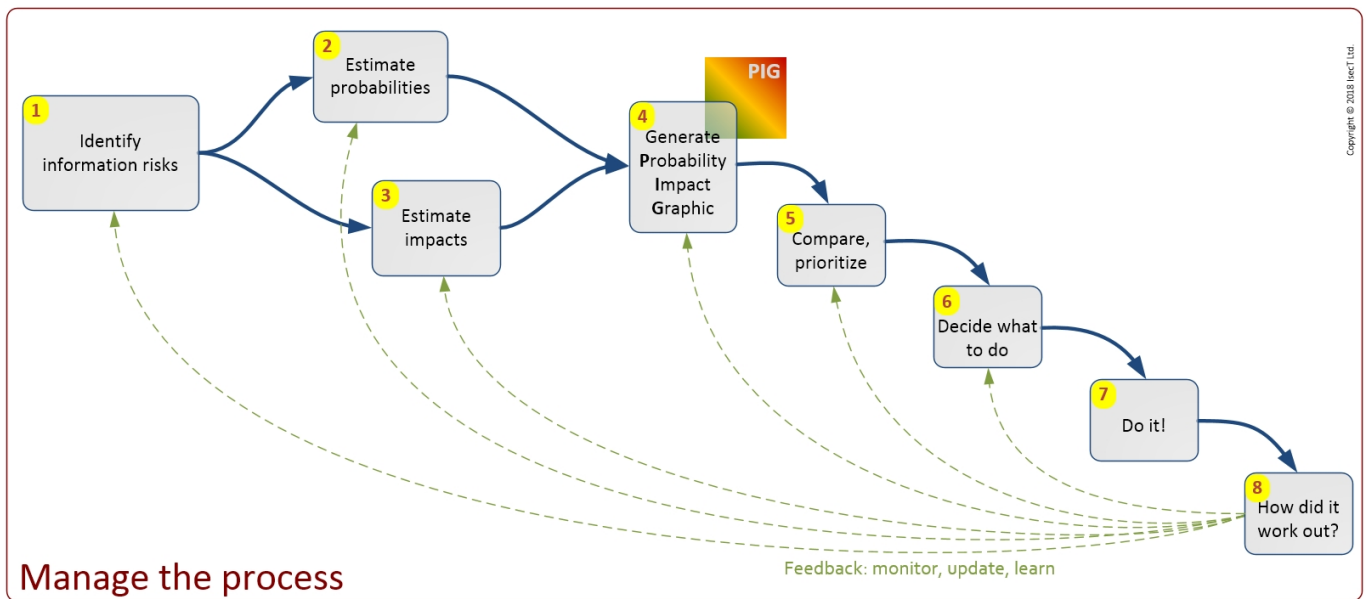 1
Identify
information risks
2
Estimate
probabilities
3
Estimate
impacts
PIG
4
Generate
Probability
Impact
Graphic
5
Compare,
prioritize
6
Decide what
to do
7
Do it!
8
How did it
work out?
Feedback: monitor, update, learn
Manage the process
Copyright © 2018 IsecT Ltd.